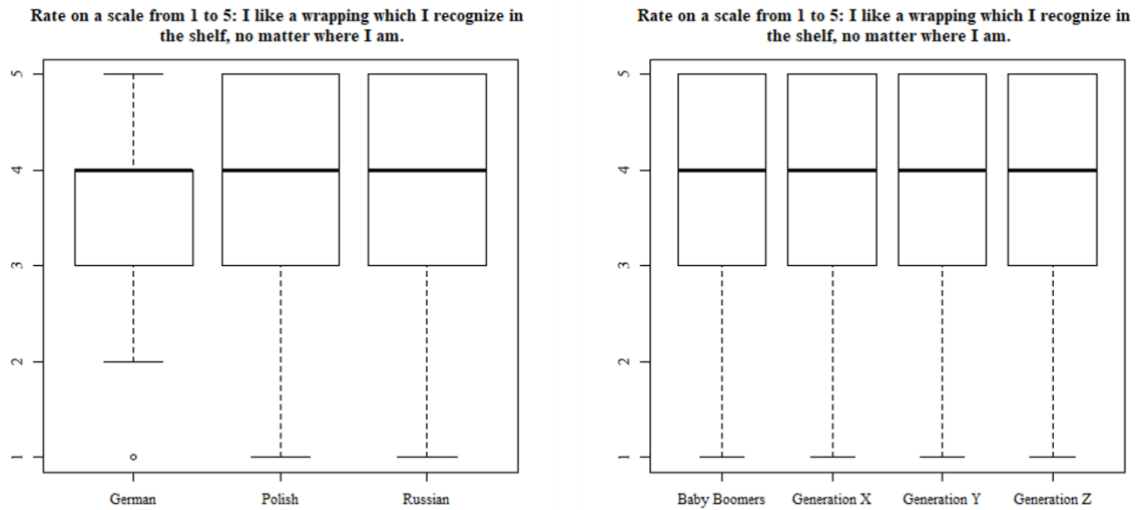 Rate on a scale from 1 to 5: I like a wrapping which I recognize in
the shelf, no matter where I am.
5
4
3
2
1
German Polish Russian
Rate on a scale from 1 to 5: I like a wrapping which I recognize in
the shelf, no matter where I am.
5
4
3
2
1
Baby Boomers Generation X Generation Y Generation Z